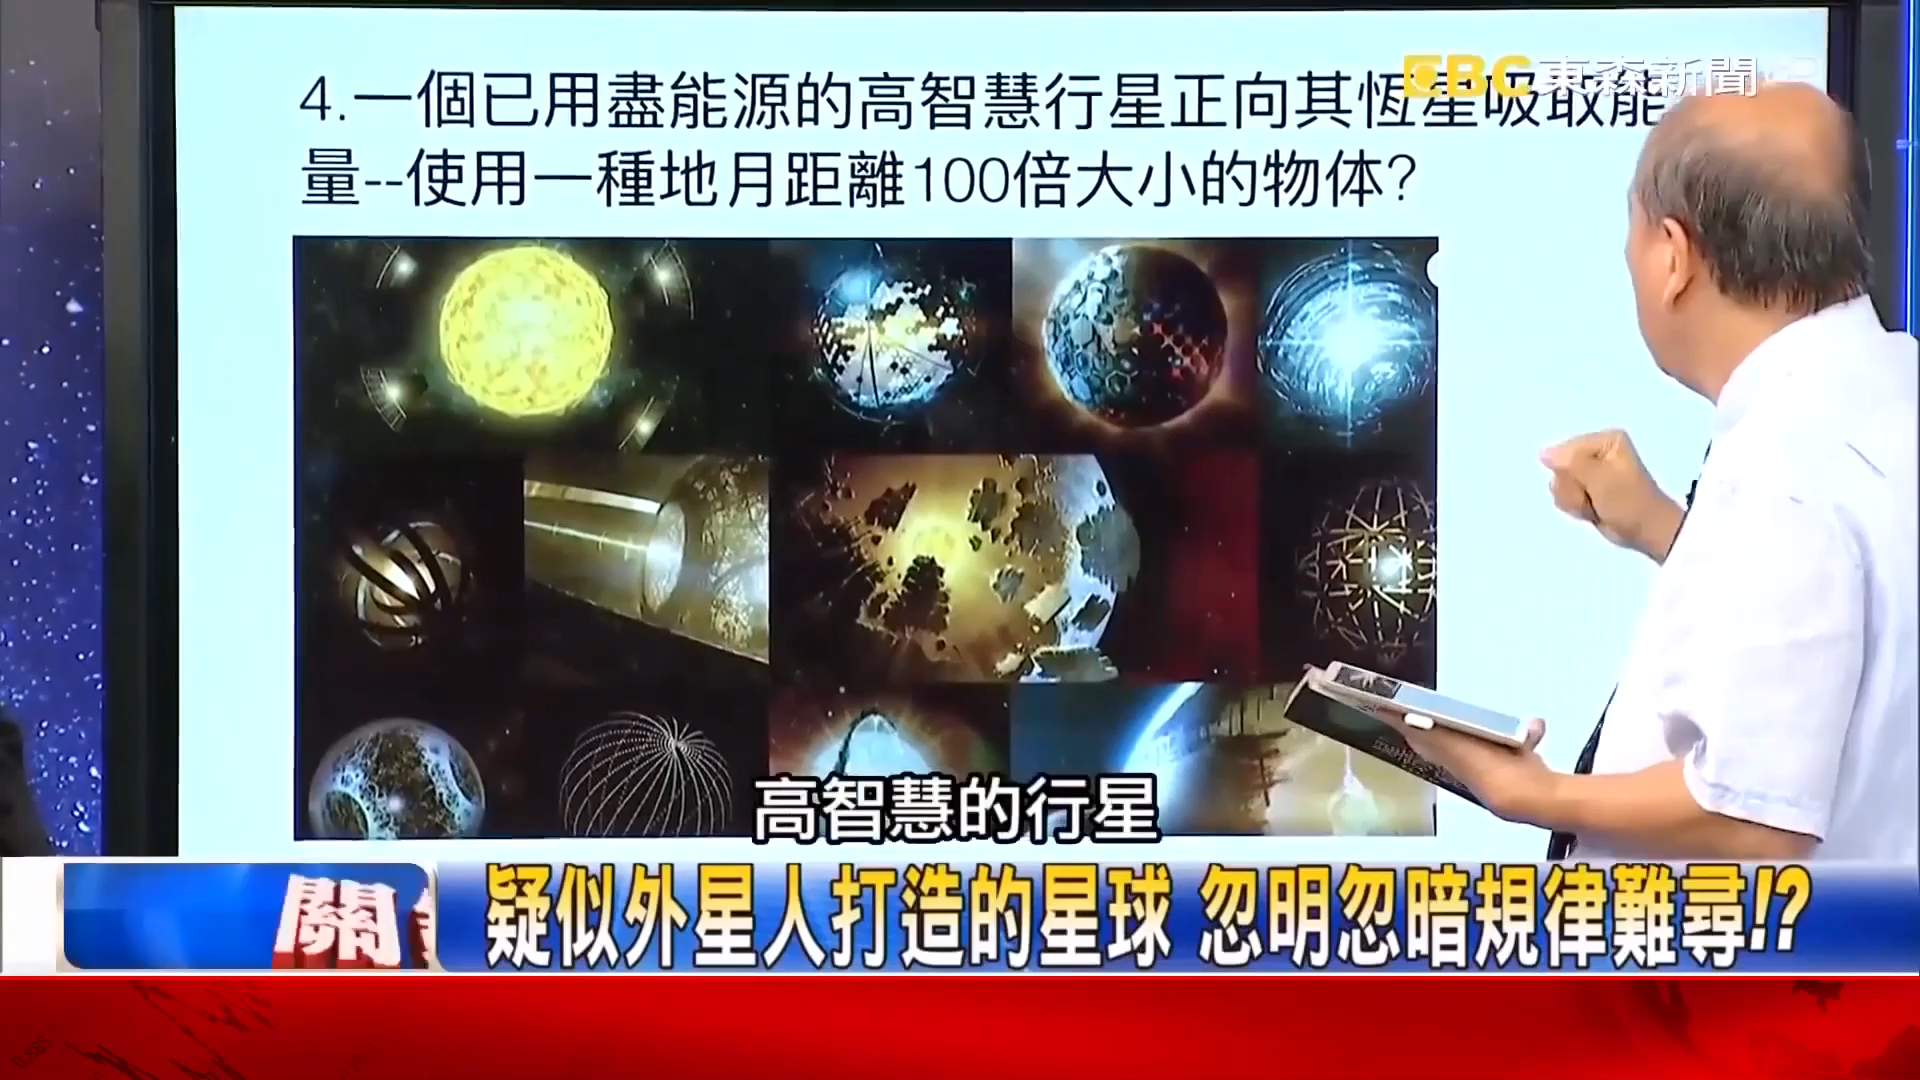 EBC 東森新聞
4.一個已用盡能源的高智慧行星正向其恆星吸取能
量--使用一種地月距離100倍大小的物体?
高智慧的行星
關
疑似外星人打造的星球 忽明忽暗規律難尋!?